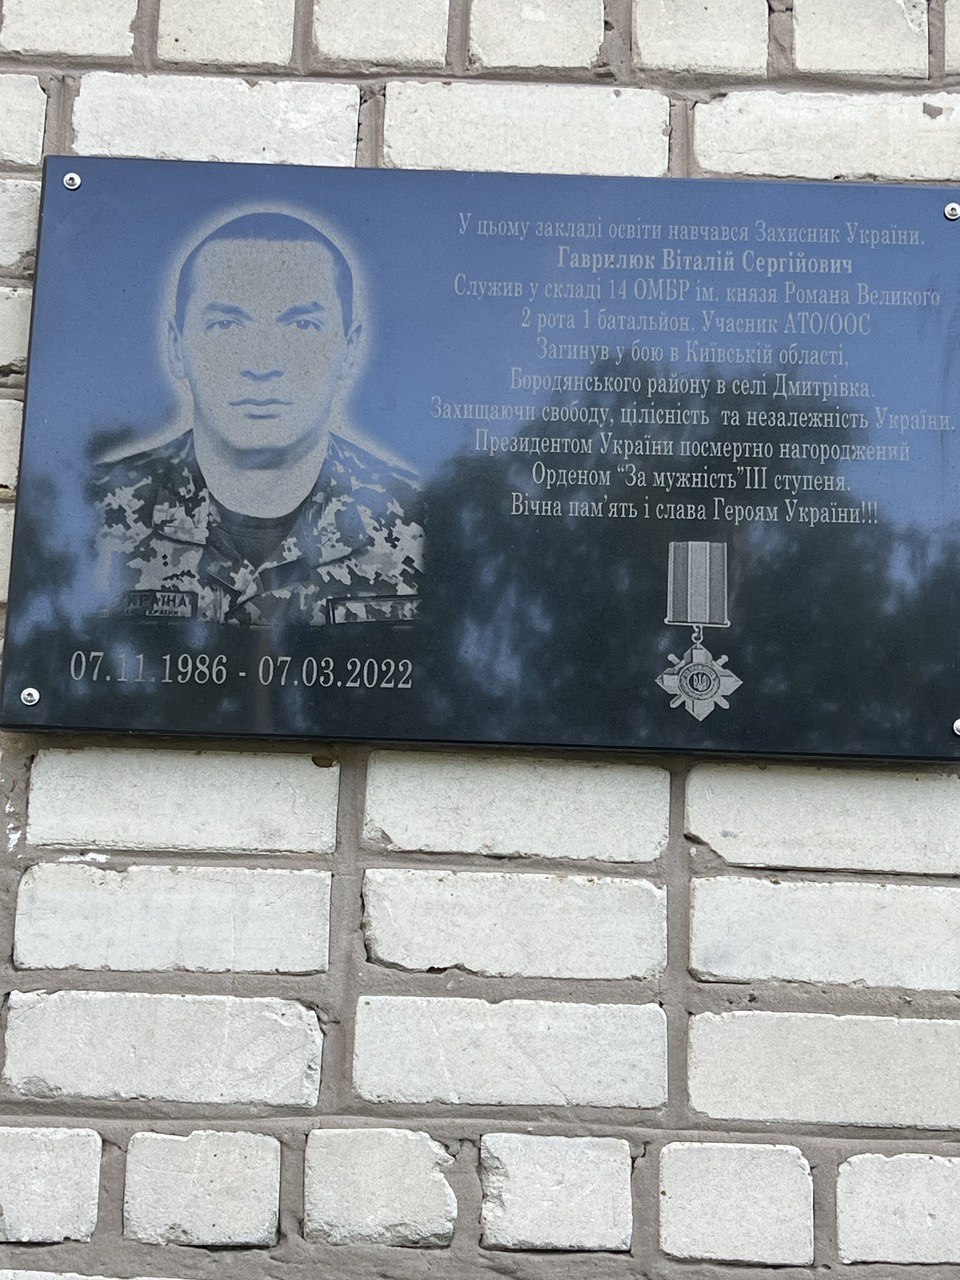 У цьому закладі освіти навчався Захисник України.
Гаврилюк Віталій Сергійович
Служив у складі 14 ОМБР ім. князя Романа Великого
2 рота 1 батальйон. Учасник АТО/ООС
Загинув у бою в Київській області,
Бородянського району в селі Дмитрівка.
Захищаючи свободу, цілісність та незалежність України.
Президентом України посмертно нагороджений
Орденом "За мужність" III ступеня.
Вічна пам'ять і слава Героям України!!!
07.11.1986 - 07.03.2022